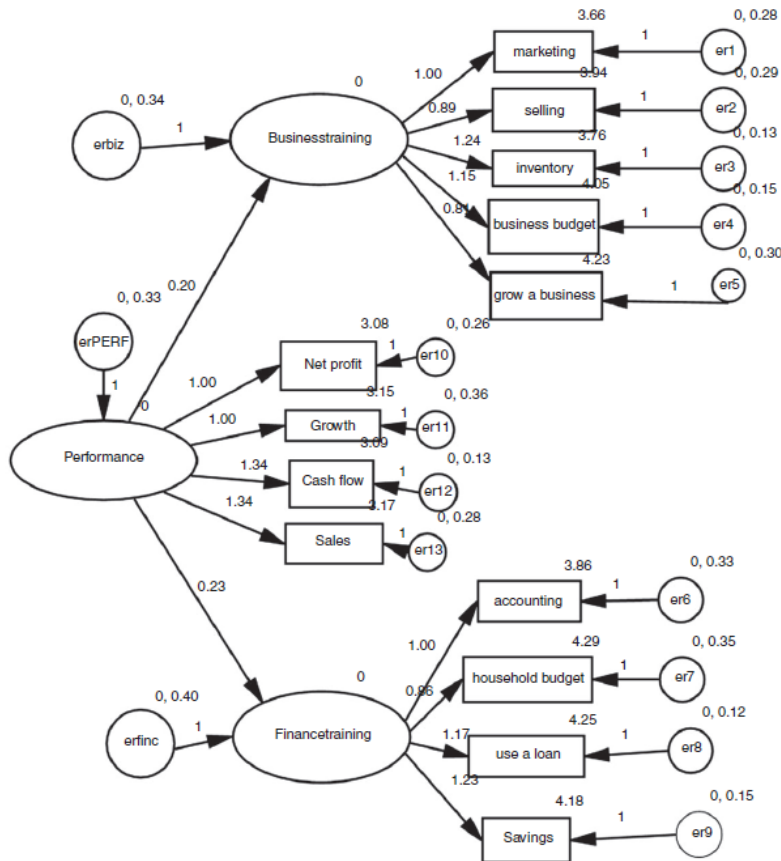 3.66
0, 0.28
marketing
1
er1
1.00
3.94
0, 0.29
0
0.89
selling
1
er2
0, 0.34
erbiz
1
Businesstraining
1.24
3.76
0, 0.13
inventory
1
er3
1.15
4.05
0, 0.15
0.81
business budget
1
er4
4.23
0, 0.30
grow a business
1
er5
0.20
0, 0.33
erPERF
1
0
3.08
0, 0.26
Net profit
1
er10
1.00
3.15
0, 0.36
1.00
Growth
1
er11
3.09
0, 0.13
Performance
1.34
Cash flow
1
er12
3.17
0, 0.28
1.34
Sales
1
er13
0.23
3.86
0, 0.33
accounting
1
er6
1.00
4.29
0, 0.35
0
0.86
household budget
1
er7
0, 0.40
erfinc
1
Financetraining
4.25
0, 0.12
1.17
use a loan
1
er8
1.23
4.18
0, 0.15
Savings
1
er9